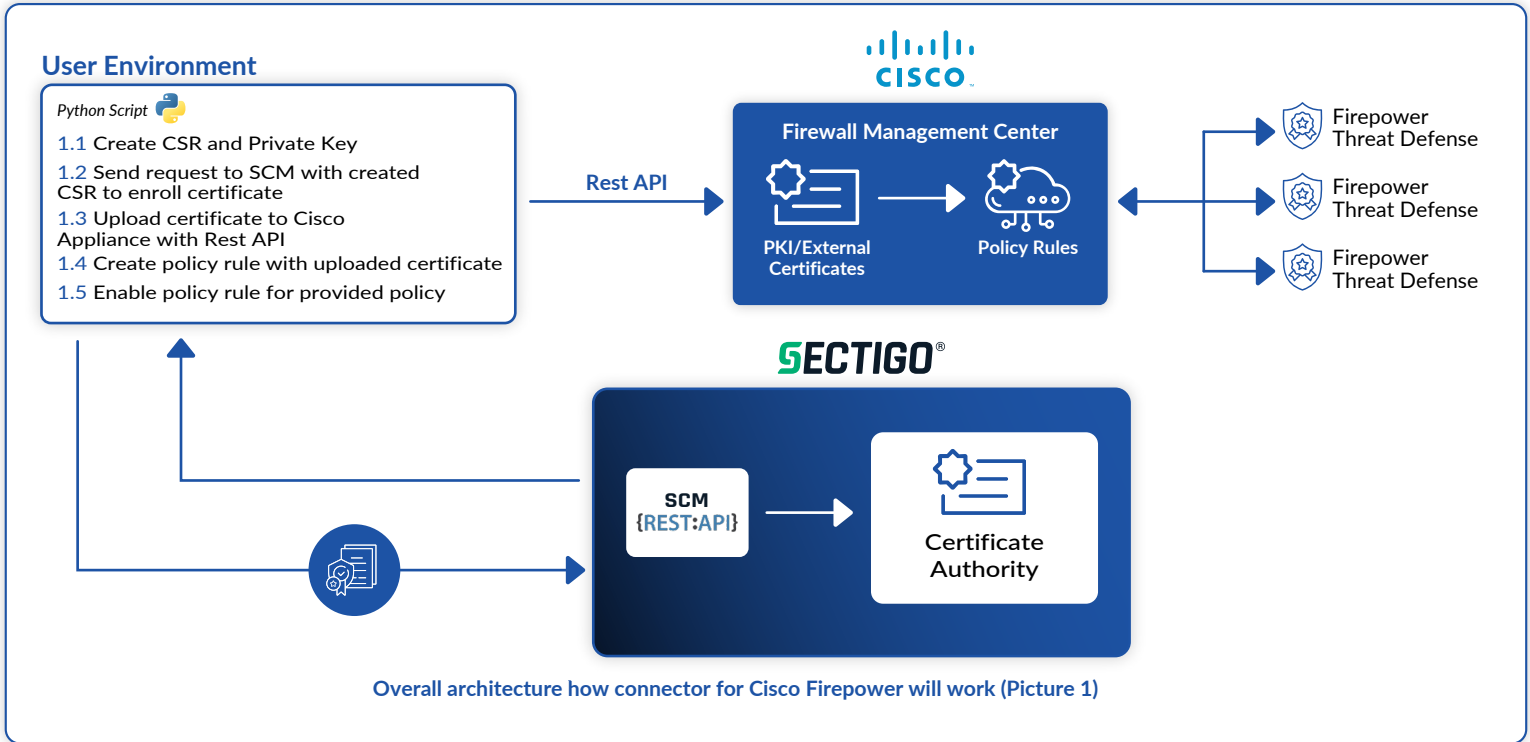 User Environment
Python Script
1.1 Create CSR and Private Key
1.2 Send request to SCM with created
CSR to enroll certificate
1.3 Upload certificate to Cisco
Appliance with Rest API
1.4 Create policy rule with uploaded certificate
1.5 Enable policy rule for provided policy
Rest API
CISCO™
Firewall Management Center
PKI/External
Certificates
Policy Rules
Firepower
Threat Defense
Firepower
Threat Defense
Firepower
Threat Defense
SECTIGO®
SCM
{REST:API}
Certificate
Authority
Overall architecture how connector for Cisco Firepower will work (Picture 1)